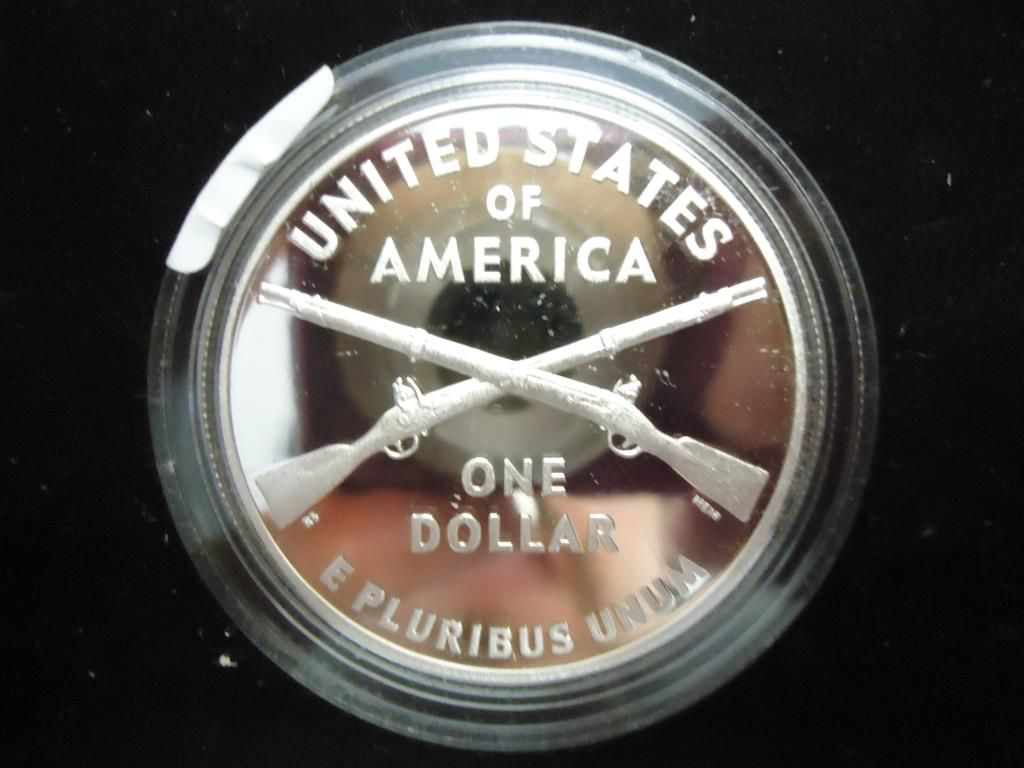 UNITED STATES
OF
AMERICA
ONE
DOLLAR
E PLURIBUS UNUM